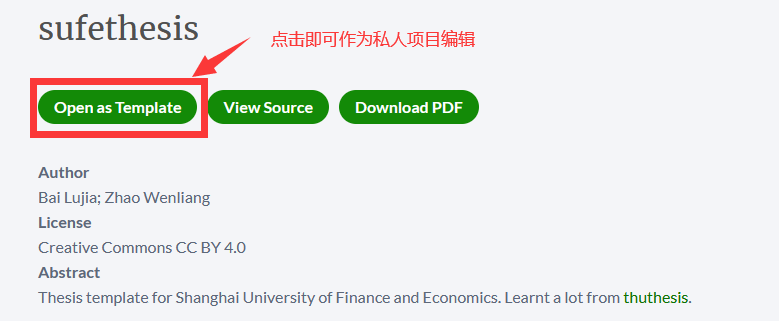 sufethesis
点击即可作为私人项目编辑
Open as Template View Source Download PDF
Author
Bai Lujia; Zhao Wenliang
License
Creative Commons CC BY 4.0
Abstract
Thesis template for Shanghai University of Finance and Economics. Learnt a lot from thuthesis.